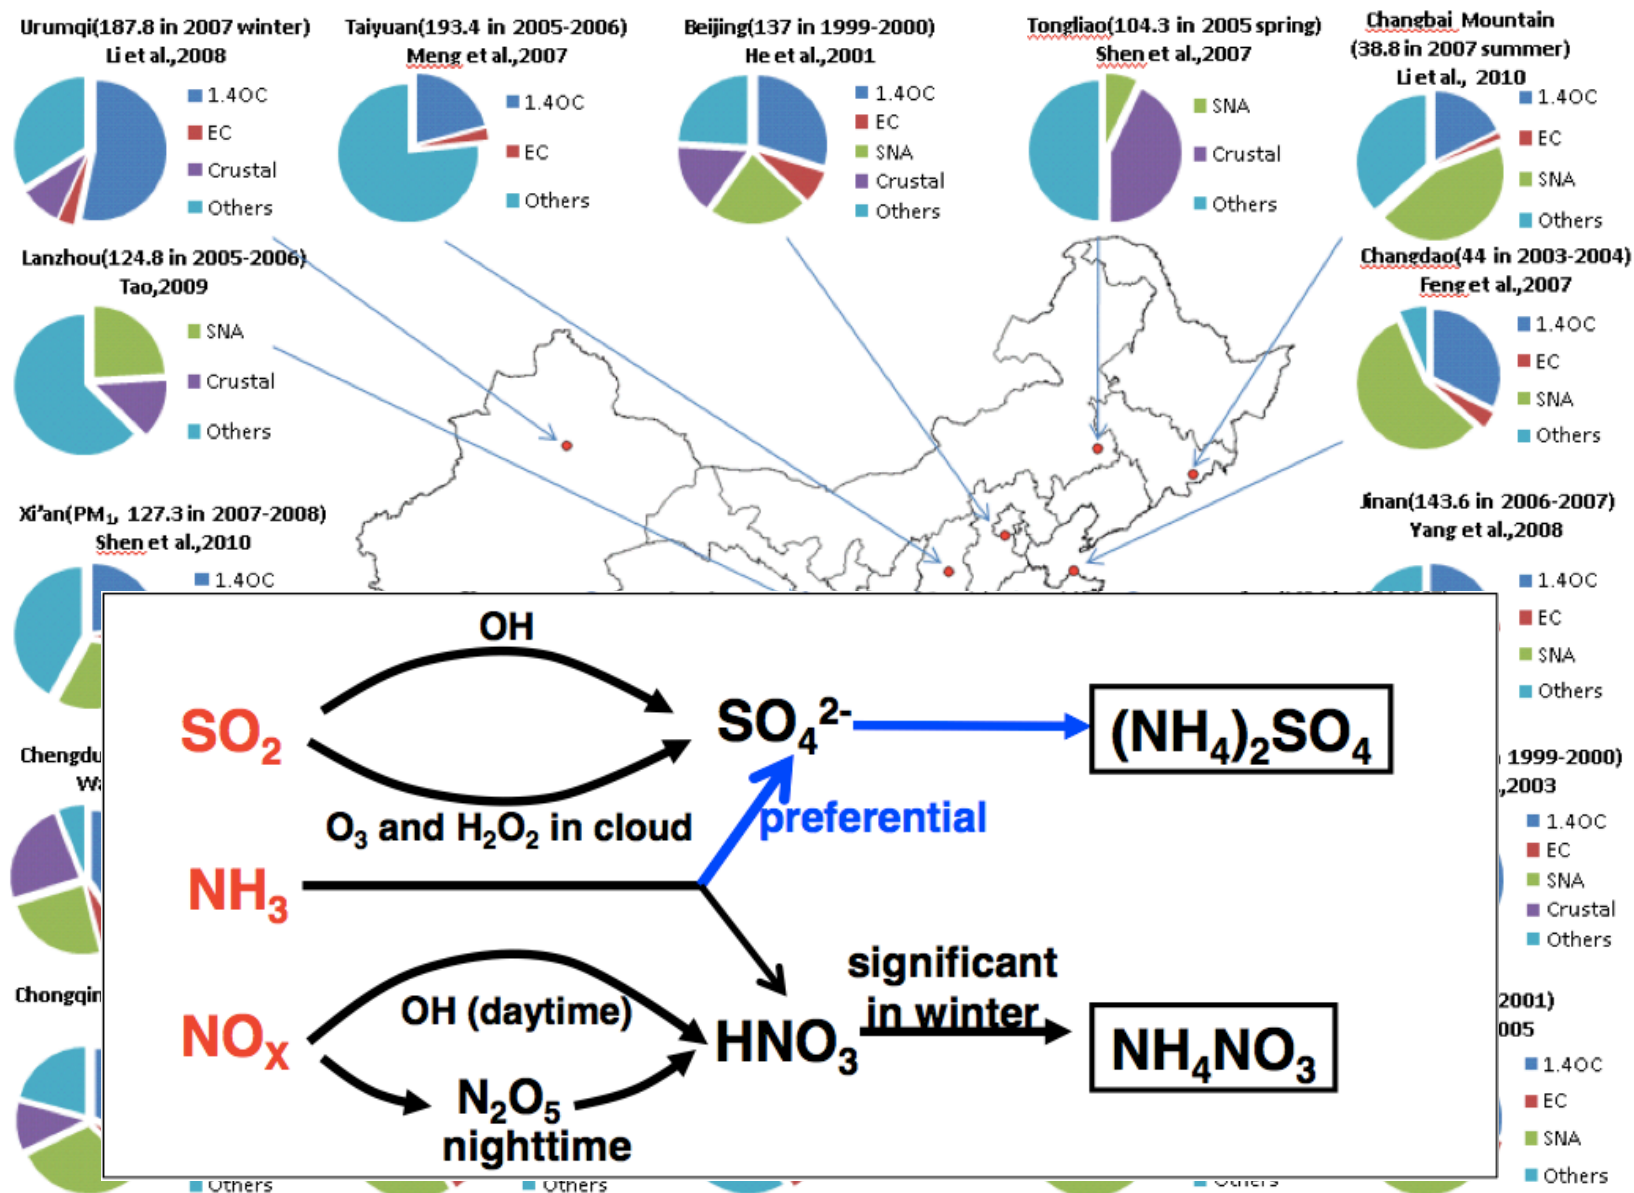 Urumqi(187.8 in 2007 winter)
Li et al.,2008
1.4OC
EC
Crustal
Others
Taiyuan(193.4 in 2005-2006)
Meng et al.,2007
1.4OC
EC
Others
Beijing(137 in 1999-2000)
He et al.,2001
1.4OC
EC
SNA
Crustal
Others
Tongliao(104.3 in 2005 spring)
Shen et al.,2007
SNA
Crustal
Others
Changbai Mountain
(38.8 in 2007 summer)
Li et al., 2010
1.4OC
EC
SNA
Others
Lanzhou(124.8 in 2005-2006)
Tao,2009
SNA
Crustal
Others
Changdao(44 in 2003-2004)
Feng et al.,2007
1.4OC
EC
SNA
Others
Xi'an(PM₁, 127.3 in 2007-2008)
Shen et al.,2010
1.4OC
Jinan(143.6 in 2006-2007)
Yang et al.,2008
1.4OC
EC
SNA
Others
Chengdu
Wa
1999-2000)
.,2003
1.4OC
EC
SNA
Crustal
Others
Chongqin
2001)
005
1.4OC
EC
SNA
Others
OH
SO₂
SO₄²⁻
(NH₄)₂SO₄
O₃ and H₂O₂ in cloud
preferential
NH₃
significant
in winter
OH (daytime)
NOₓ
HNO₃
NH₄NO₃
N₂O₅
nighttime
Others
Others
Others